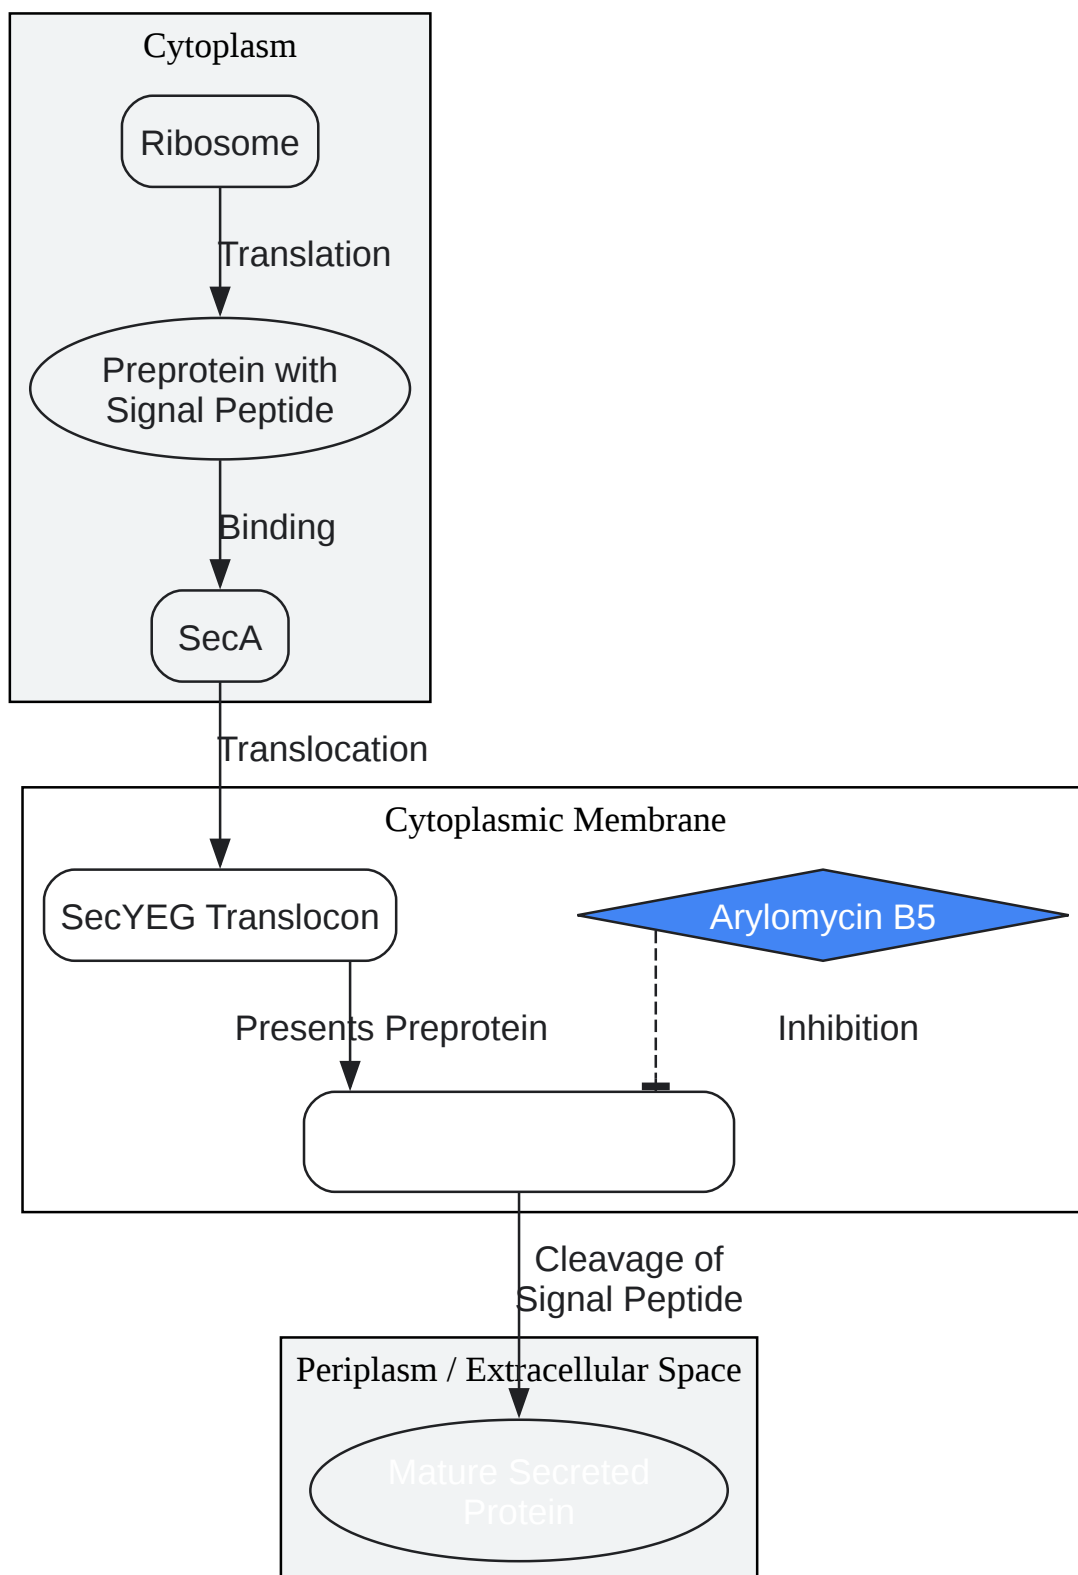 Cytoplasm
Ribosome
Translation
Preprotein with
Signal Peptide
Binding
SecA
Translocation
Cytoplasmic Membrane
SecYEG Translocon
Arylomycin B5
Presents Preprotein
Inhibition
Cleavage of
Signal Peptide
Periplasm / Extracellular Space
Mature Secreted
Protein